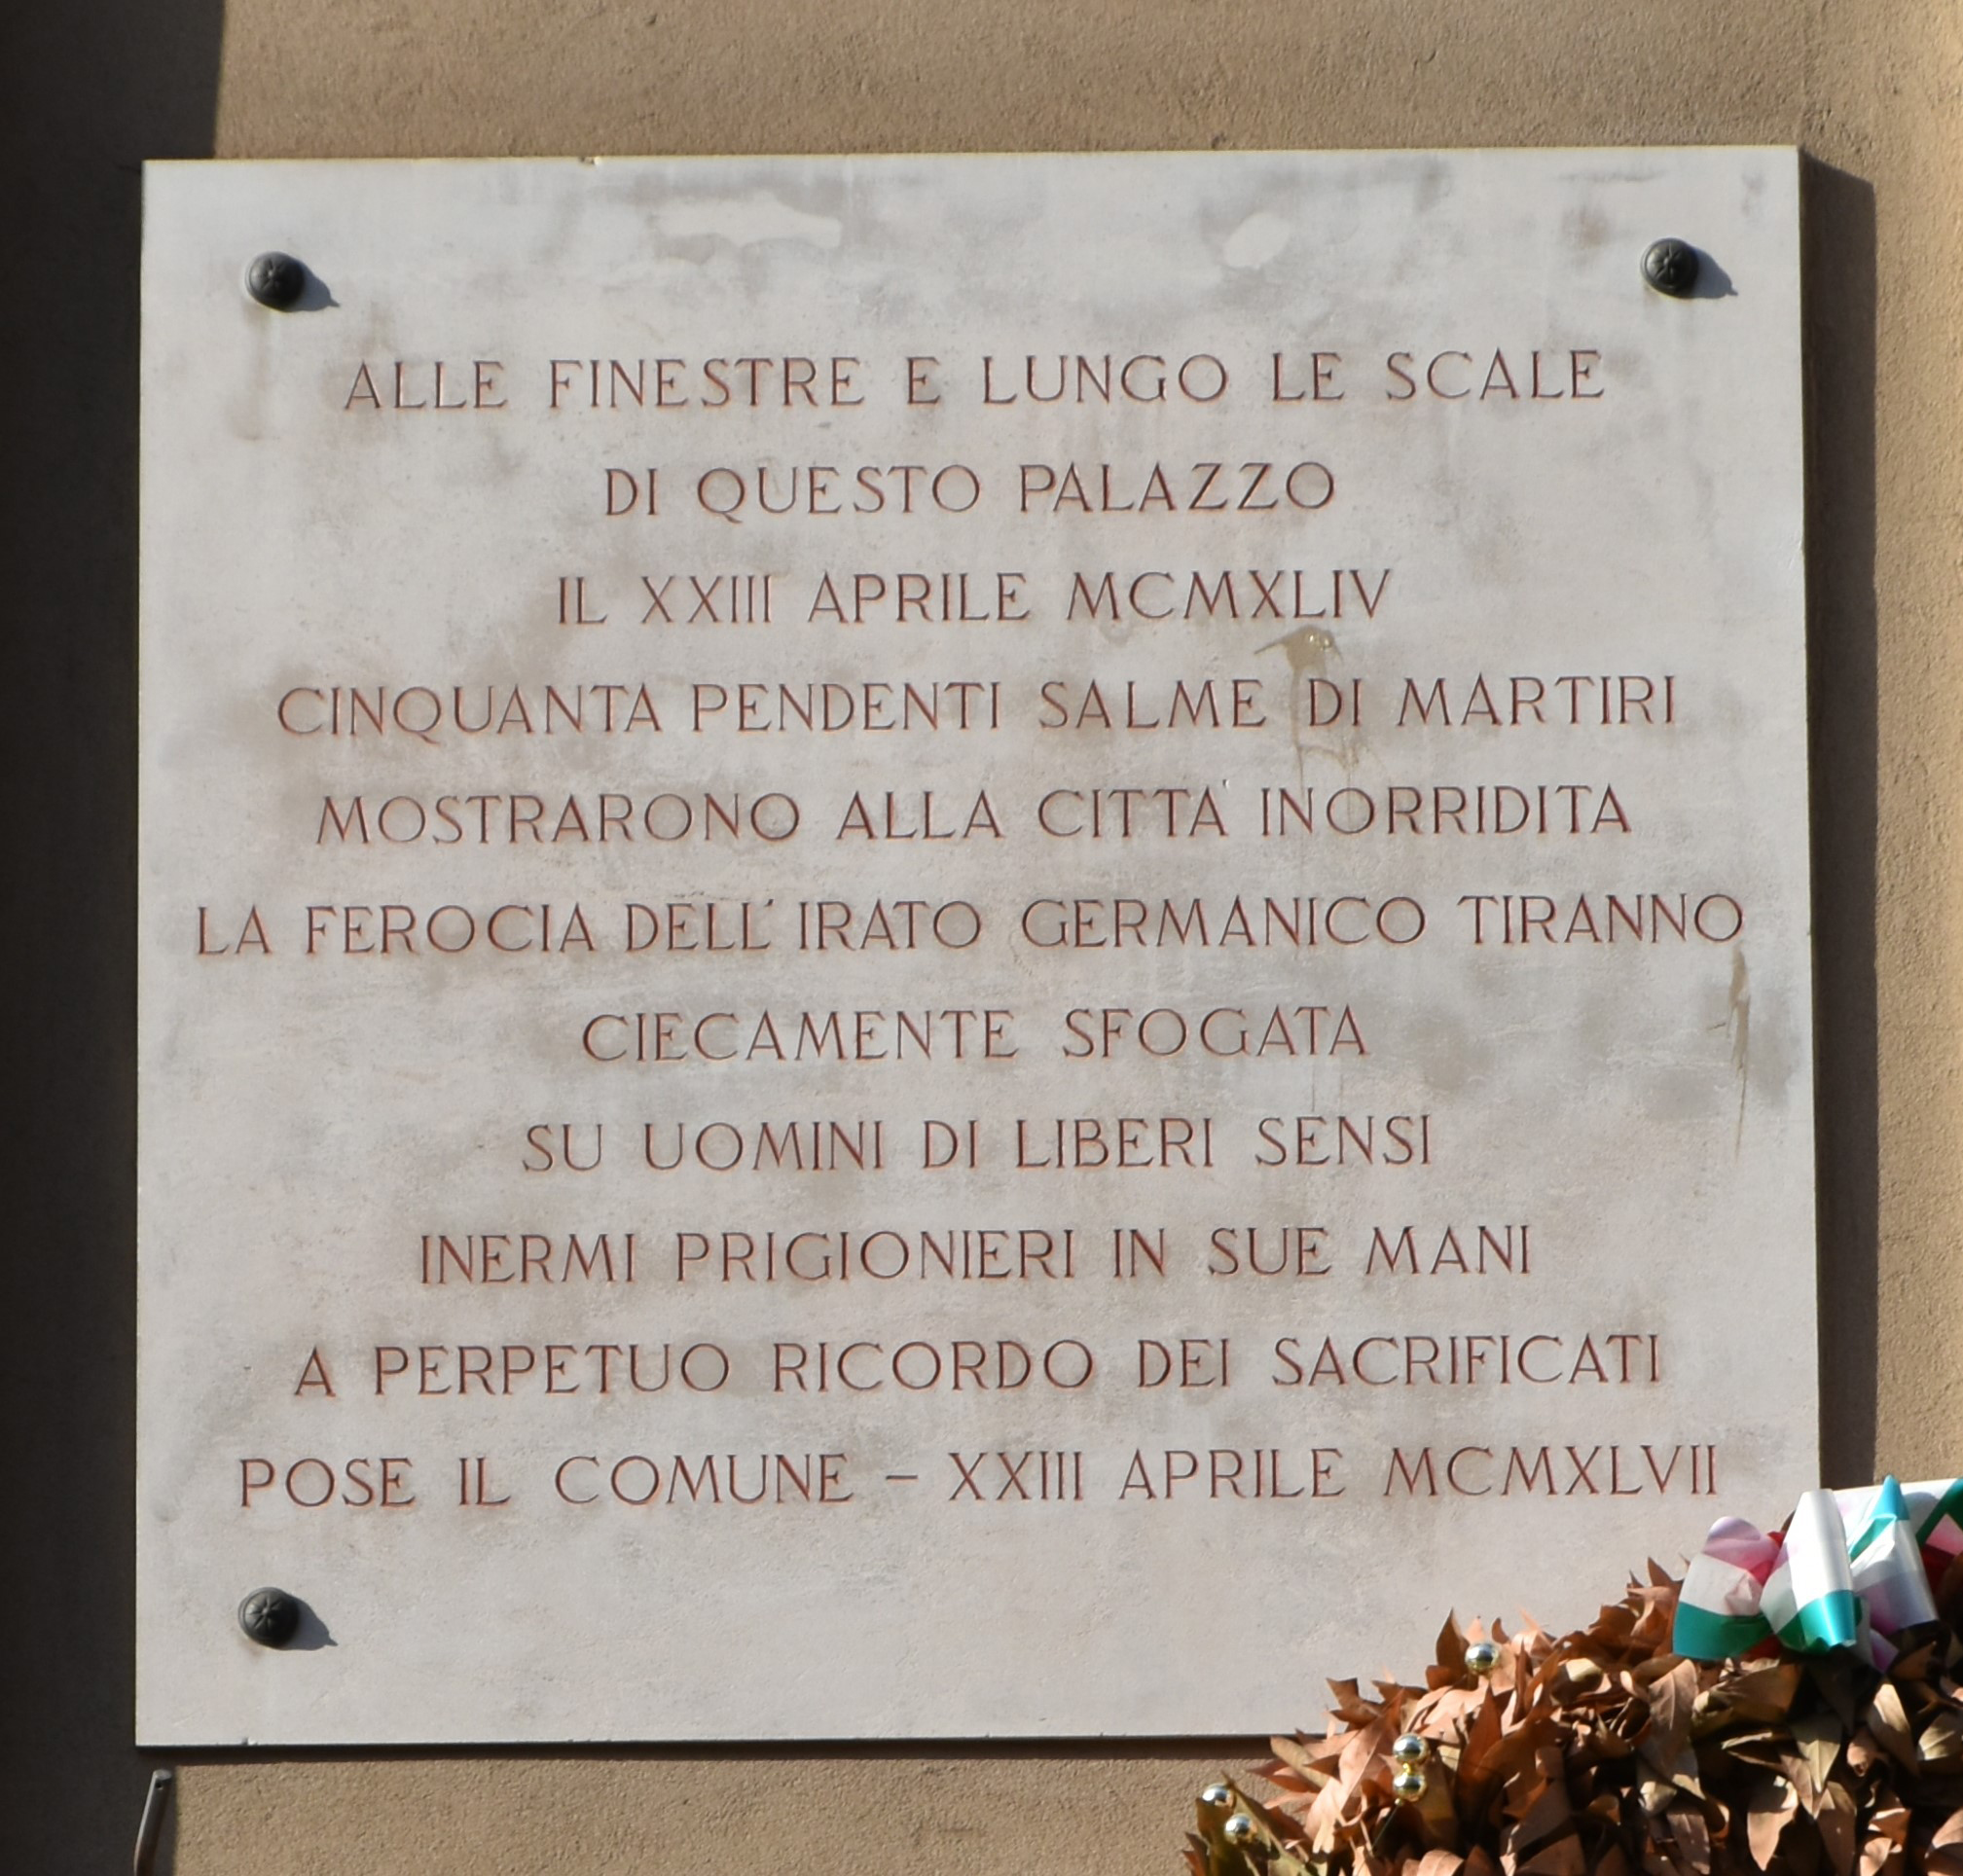 ALLE FINESTRE E LUNGO LE SCALE
DI QUESTO PALAZZO
IL XXIII APRILE MCMXLIV
CINQUANTA PENDENTI SALME DI MARTIRI
MOSTRARONO ALLA CITTA' INORRIDITA
LA FEROCIA DELL'IRATO GERMANICO TIRANNO
CIECAMENTE SFOGATA
SU UOMINI DI LIBERI SENSI
INERMI PRIGIONIERI IN SUE MANI
A PERPETUO RICORDO DEI SACRIFICATI
POSE IL COMUNE – XXIII APRILE MCMXLVII